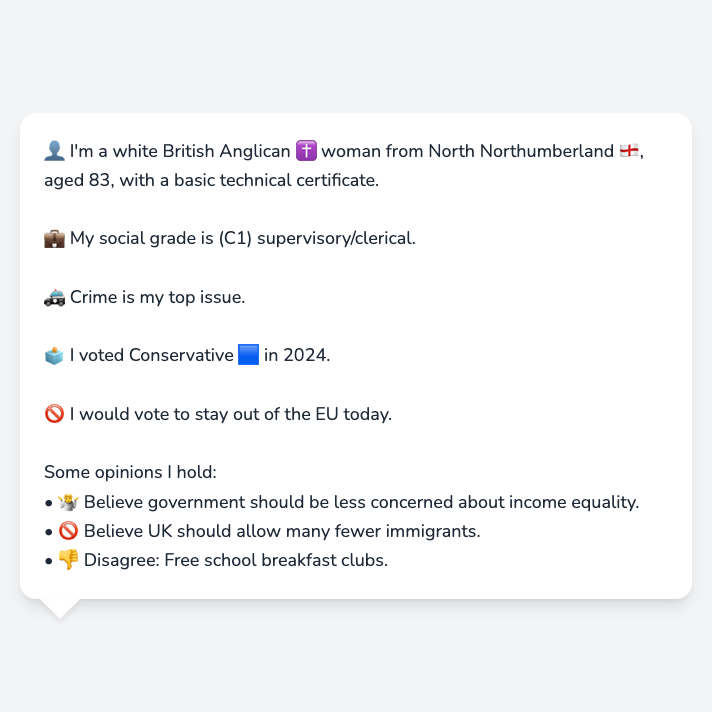 👤 I'm a white British Anglican ✝️ woman from North Northumberland 🏴󠁧󠁢󠁥󠁮󠁧󠁿,
aged 83, with a basic technical certificate.
💼 My social grade is (C1) supervisory/clerical.
🚓 Crime is my top issue.
🗳️ I voted Conservative 🟦 in 2024.
🚫 I would vote to stay out of the EU today.
Some opinions I hold:
• 🤷 Believe government should be less concerned about income equality.
• 🚫 Believe UK should allow many fewer immigrants.
• 👎 Disagree: Free school breakfast clubs.